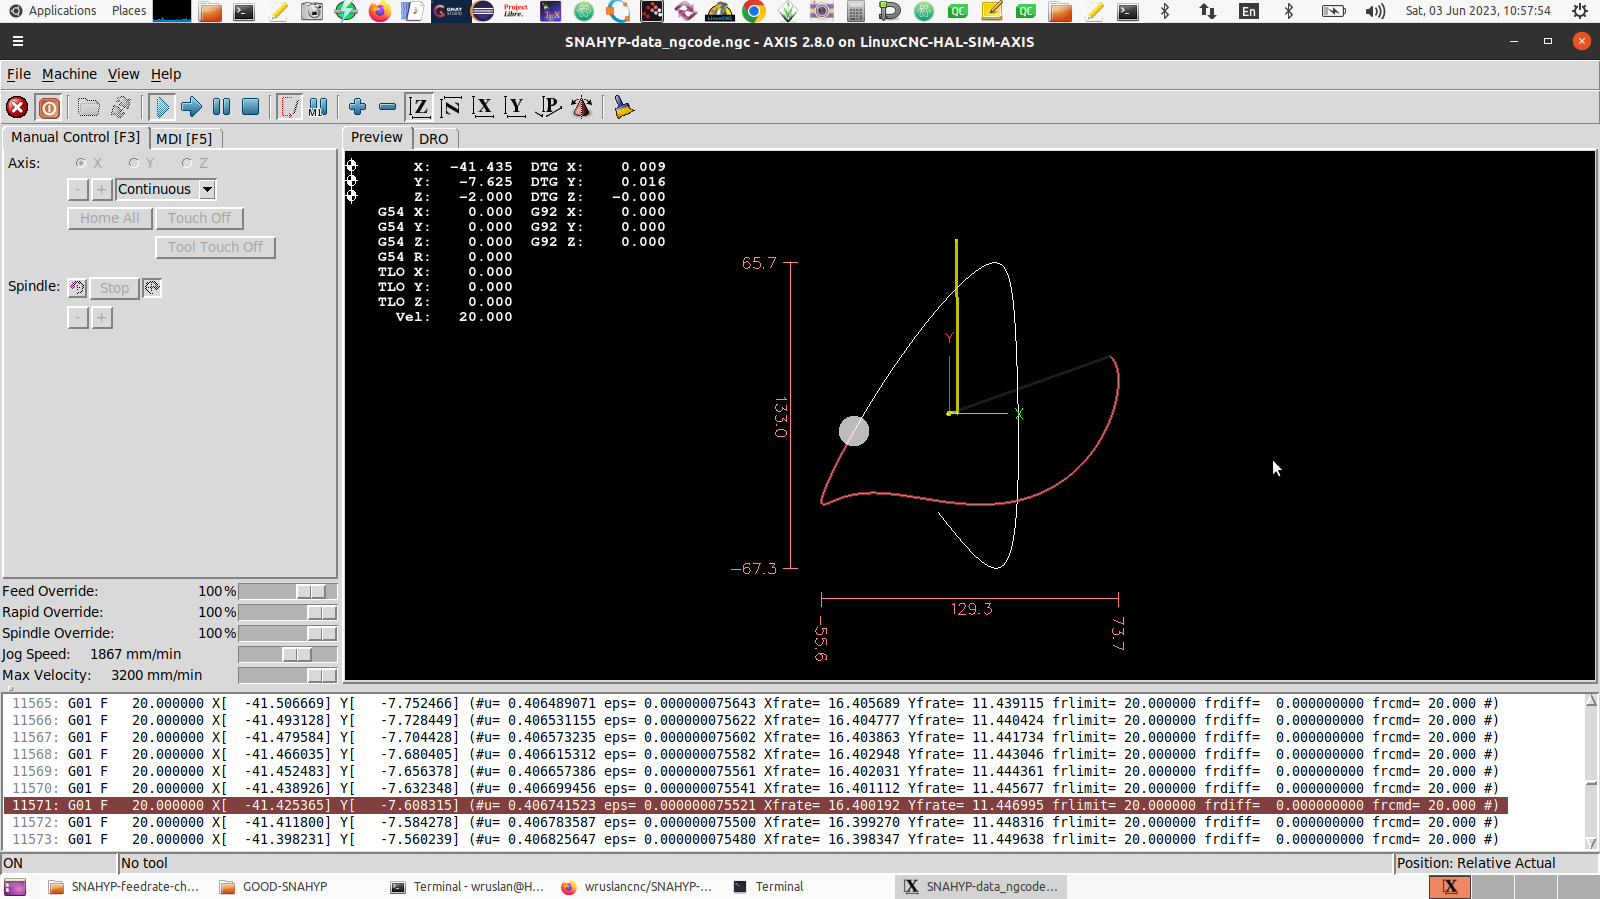 Applications Places En Sat, 03 Jun 2023, 10:57:54
SNAHYP-data_ngcode.ngc - AXIS 2.8.0 on LinuxCNC-HAL-SIM-AXIS
File Machine View Help
Manual Control [F3] MDI [F5]
Preview DRO
Axis: X Y Z
- + Continuous
Home All Touch Off
Tool Touch Off
Spindle: Stop
- +
X: -41.435 DTG X: 0.009
Y: -7.625 DTG Y: 0.016
Z: -2.000 DTG Z: -0.000
G54 X: 0.000 G92 X: 0.000
G54 Y: 0.000 G92 Y: 0.000
G54 Z: 0.000 G92 Z: 0.000
G54 R: 0.000
TLO X: 0.000
TLO Y: 0.000
TLO Z: 0.000
Vel: 20.000
65.7
Y
133.0
X
-67.3
129.3
-55.6
73.7
Feed Override: 100%
Rapid Override: 100%
Spindle Override: 100%
Jog Speed: 1867 mm/min
Max Velocity: 3200 mm/min
11565: G01 F 20.000000 X[ -41.506669] Y[ -7.752466] (#u= 0.406489071 eps= 0.000000075643 Xfrate= 16.405689 Yfrate= 11.439115 frlimit= 20.000000 frdiff= 0.000000000 frcmd= 20.000 #)
11566: G01 F 20.000000 X[ -41.493128] Y[ -7.728449] (#u= 0.406531155 eps= 0.000000075622 Xfrate= 16.404777 Yfrate= 11.440424 frlimit= 20.000000 frdiff= 0.000000000 frcmd= 20.000 #)
11567: G01 F 20.000000 X[ -41.479584] Y[ -7.704428] (#u= 0.406573235 eps= 0.000000075602 Xfrate= 16.403863 Yfrate= 11.441734 frlimit= 20.000000 frdiff= 0.000000000 frcmd= 20.000 #)
11568: G01 F 20.000000 X[ -41.466035] Y[ -7.680405] (#u= 0.406615312 eps= 0.000000075582 Xfrate= 16.402948 Yfrate= 11.443046 frlimit= 20.000000 frdiff= 0.000000000 frcmd= 20.000 #)
11569: G01 F 20.000000 X[ -41.452483] Y[ -7.656378] (#u= 0.406657386 eps= 0.000000075561 Xfrate= 16.402031 Yfrate= 11.444361 frlimit= 20.000000 frdiff= 0.000000000 frcmd= 20.000 #)
11570: G01 F 20.000000 X[ -41.438926] Y[ -7.632348] (#u= 0.406699456 eps= 0.000000075541 Xfrate= 16.401112 Yfrate= 11.445677 frlimit= 20.000000 frdiff= 0.000000000 frcmd= 20.000 #)
11571: G01 F 20.000000 X[ -41.425365] Y[ -7.608315] (#u= 0.406741523 eps= 0.000000075521 Xfrate= 16.400192 Yfrate= 11.446995 frlimit= 20.000000 frdiff= 0.000000000 frcmd= 20.000 #)
11572: G01 F 20.000000 X[ -41.411800] Y[ -7.584278] (#u= 0.406783587 eps= 0.000000075500 Xfrate= 16.399270 Yfrate= 11.448316 frlimit= 20.000000 frdiff= 0.000000000 frcmd= 20.000 #)
11573: G01 F 20.000000 X[ -41.398231] Y[ -7.560239] (#u= 0.406825647 eps= 0.000000075480 Xfrate= 16.398347 Yfrate= 11.449638 frlimit= 20.000000 frdiff= 0.000000000 frcmd= 20.000 #)
ON No tool Position: Relative Actual
SNAHYP-feedrate-ch... GOOD-SNAHYP Terminal - wruslan@H... wruslancnc/SNAHYP-... Terminal SNAHYP-data_ngcode...